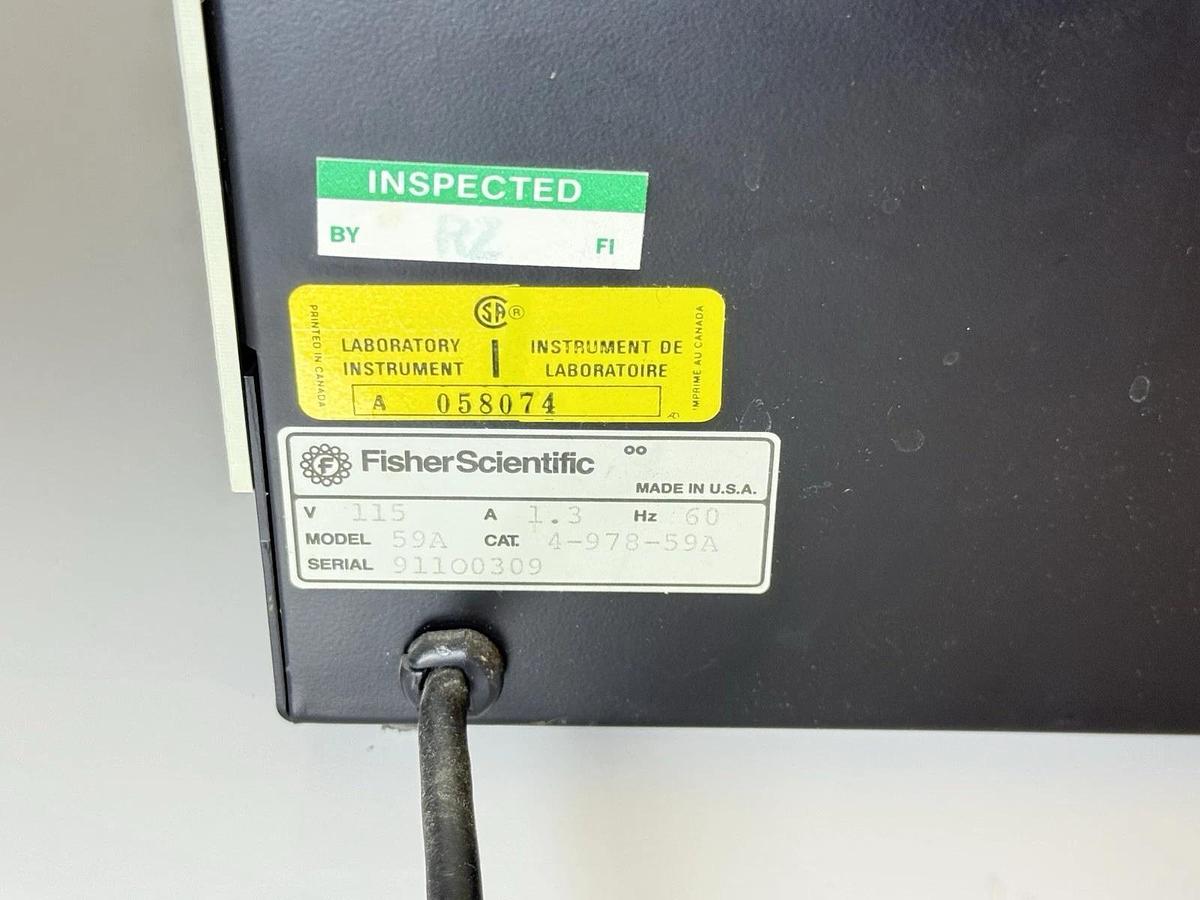 INSPECTED
BY RZ FI
PRINTED IN CANADA
SA ®
LABORATORY INSTRUMENT
INSTRUMENT DE LABORATOIRE
IMPRIMÉ AU CANADA
A 058074
F FisherScientific
MADE IN U.S.A.
V 115 A 1.3 Hz 60
MODEL 59A CAT. 4-978-59A
SERIAL 91100309